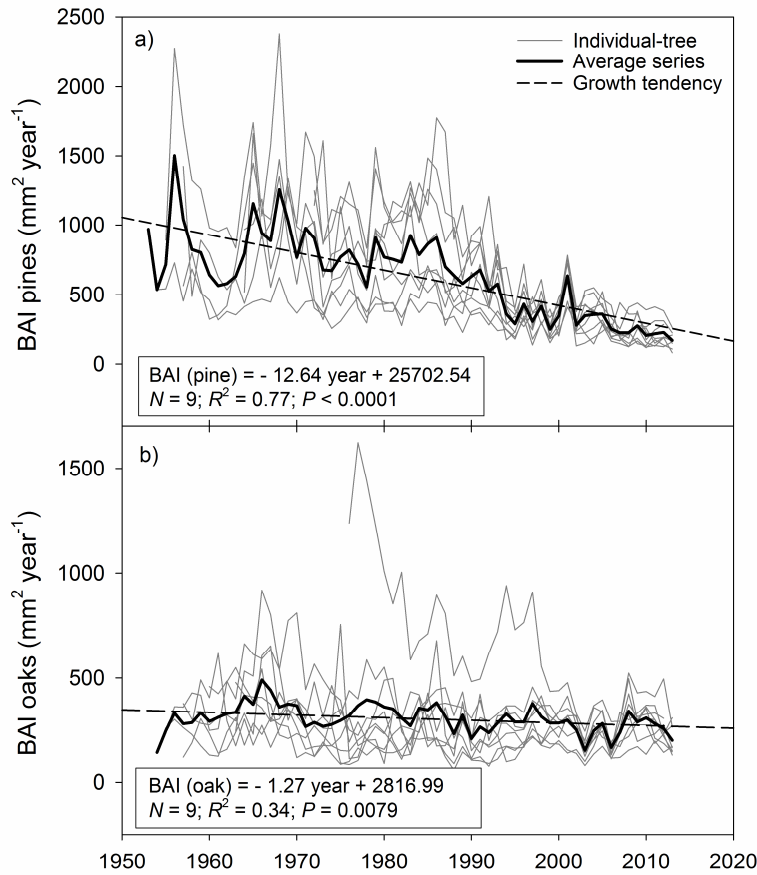 a)
Individual-tree
Average series
Growth tendency
2500
2000
1500
1000
500
0
BAI pines (mm² year⁻¹)
BAI (pine) = - 12.64 year + 25702.54
N = 9; R² = 0.77; P < 0.0001
b)
1500
1000
500
0
BAI oaks (mm² year⁻¹)
BAI (oak) = - 1.27 year + 2816.99
N = 9; R² = 0.34; P = 0.0079
1950 1960 1970 1980 1990 2000 2010 2020